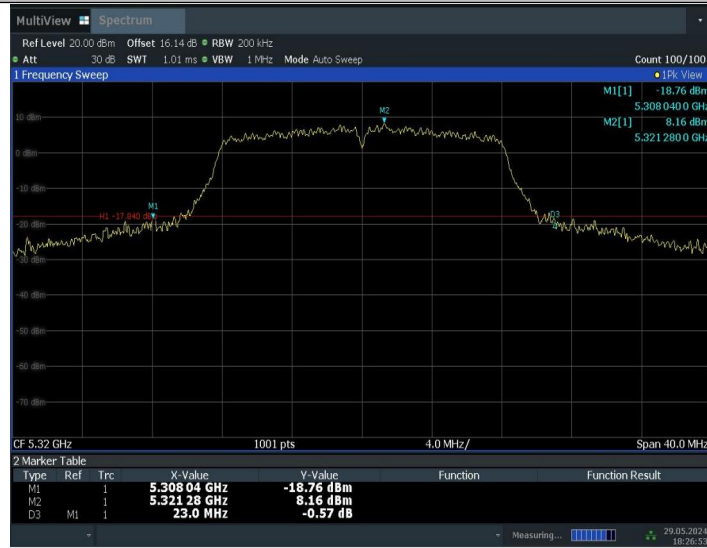 MultiView Spectrum
Ref Level 20.00 dBm Offset 16.14 dB RBW 200 kHz
Att 30 dB SWT 1.01 ms VBW 1 MHz Mode Auto Sweep Count 100/100
1 Frequency Sweep 1Pk View
M1[1] -18.76 dBm
5.308 040 0 GHz
M2[1] 8.16 dBm
5.321 280 0 GHz
M2
10 dBm
0 dBm
-10 dBm
M1
H1 -17.840 dBm
D3
-20 dBm
-30 dBm
-40 dBm
-50 dBm
-60 dBm
-70 dBm
CF 5.32 GHz 1001 pts 4.0 MHz/ Span 40.0 MHz
2 Marker Table
Type Ref Trc X-Value Y-Value Function Function Result
M1 1 5.308 04 GHz -18.76 dBm
M2 1 5.321 28 GHz 8.16 dBm
D3 M1 1 23.0 MHz -0.57 dB
Measuring... 29.05.2024
18:26:53